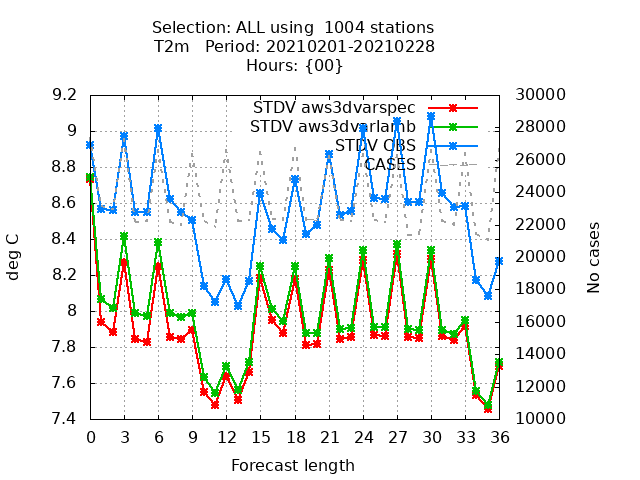 Selection: ALL using  1004 stations
T2m   Period: 20210201-20210228
Hours: {00}
9.2
9
8.8
8.6
8.4
8.2
8
7.8
7.6
7.4
deg C
STDV aws3dvarspec
STDV aws3dvarlamb
STDV OBS
CASES
30000
28000
26000
24000
22000
20000
18000
16000
14000
12000
10000
No cases
0 3 6 9 12 15 18 21 24 27 30 33 36
Forecast length